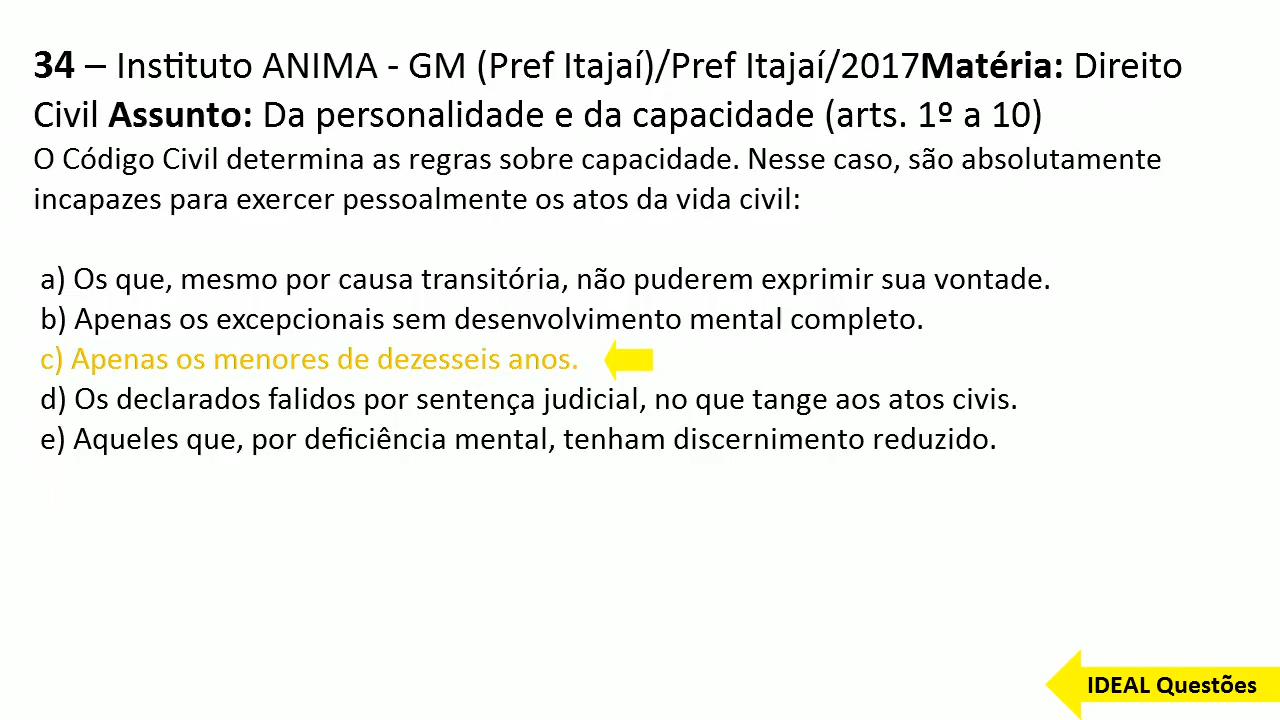 34 – Instituto ANIMA - GM (Pref Itajaí)/Pref Itajaí/2017Matéria: Direito
Civil Assunto: Da personalidade e da capacidade (arts. 1º a 10)
O Código Civil determina as regras sobre capacidade. Nesse caso, são absolutamente
incapazes para exercer pessoalmente os atos da vida civil:
a) Os que, mesmo por causa transitória, não puderem exprimir sua vontade.
b) Apenas os excepcionais sem desenvolvimento mental completo.
c) Apenas os menores de dezesseis anos.
d) Os declarados falidos por sentença judicial, no que tange aos atos civis.
e) Aqueles que, por deficiência mental, tenham discernimento reduzido.
IDEAL Questões